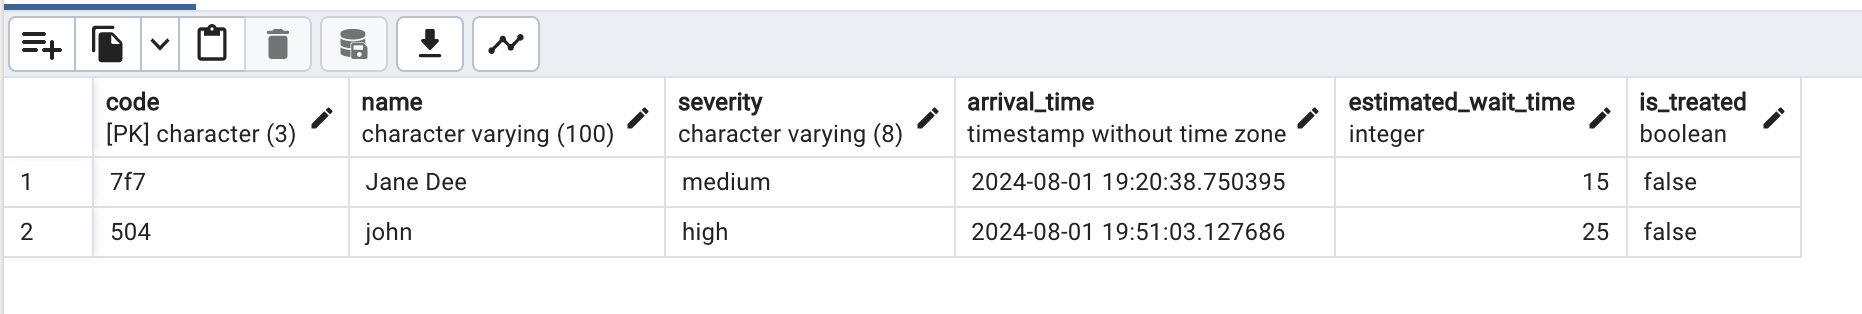 code name severity arrival_time estimated_wait_time is_treated
[PK] character (3) character varying (100) character varying (8) timestamp without time zone integer boolean
1 7f7 Jane Dee medium 2024-08-01 19:20:38.750395 15 false
2 504 john high 2024-08-01 19:51:03.127686 25 false